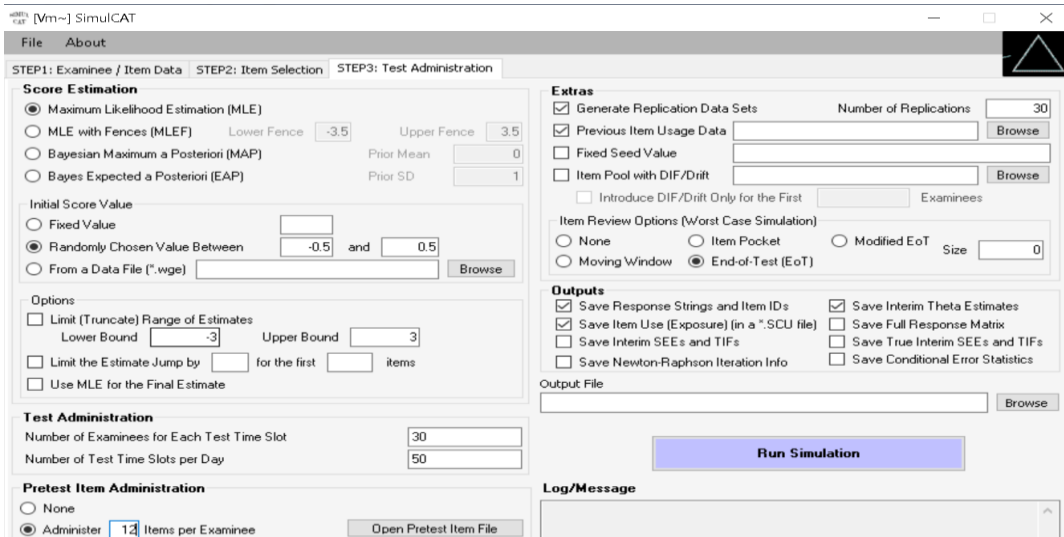 SIMUL
CAT
[Vm~] SimulCAT
File About
STEP1: Examinee / Item Data STEP2: Item Selection STEP3: Test Administration
Score Estimation
Maximum Likelihood Estimation (MLE)
MLE with Fences (MLEF) Lower Fence -3.5 Upper Fence 3.5
Bayesian Maximum a Posteriori (MAP) Prior Mean 0
Bayes Expected a Posteriori (EAP) Prior SD 1
Initial Score Value
Fixed Value
Randomly Chosen Value Between -0.5 and 0.5
From a Data File (*.wge) Browse
Options
Limit (Truncate) Range of Estimates
Lower Bound -3 Upper Bound 3
Limit the Estimate Jump by for the first items
Use MLE for the Final Estimate
Test Administration
Number of Examinees for Each Test Time Slot 30
Number of Test Time Slots per Day 50
Pretest Item Administration
None
Administer 12 Items per Examinee Open Pretest Item File
Extras
Generate Replication Data Sets Number of Replications 30
Previous Item Usage Data Browse
Fixed Seed Value
Item Pool with DIF/Drift Browse
Introduce DIF/Drift Only for the First Examinees
Item Review Options (Worst Case Simulation)
None Item Pocket Modified EoT Size 0
Moving Window End-of-Test (EoT)
Outputs
Save Response Strings and Item IDs Save Interim Theta Estimates
Save Item Use (Exposure) (in a *.SCU file) Save Full Response Matrix
Save Interim SEEs and TIFs Save True Interim SEEs and TIFs
Save Newton-Raphson Iteration Info Save Conditional Error Statistics
Output File
Browse
Run Simulation
Log/Message